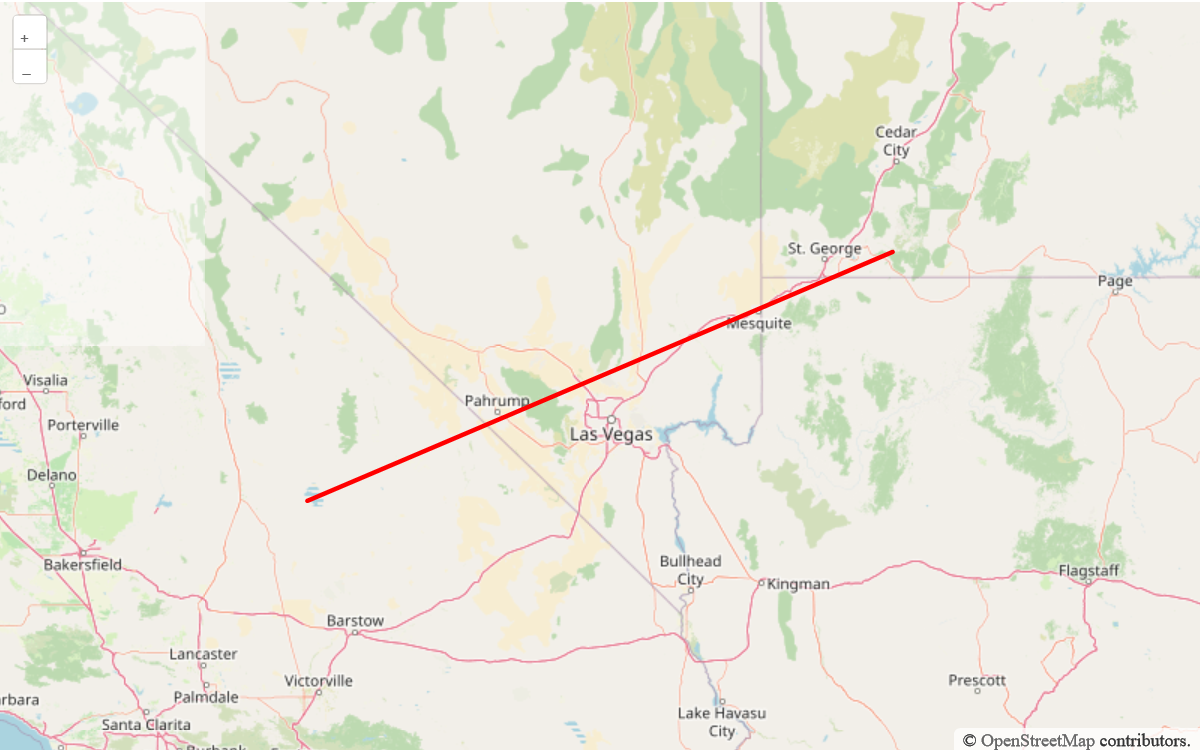 +
–
Cedar
City
St. George
Page
Mesquite
Visalia
ford
Pahrump
Porterville
Las Vegas
Delano
Bakersfield
Bullhead
City
Kingman
Flagstaff
Barstow
Lancaster
Victorville
Palmdale
Prescott
rbara
Santa Clarita
Lake Havasu
City
Burbank
© OpenStreetMap contributors.